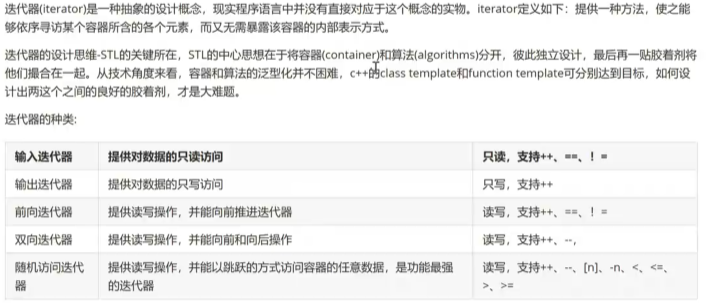 迭代器(iterator)是一种抽象的设计概念，现实程序语言中并没有直接对应于这个概念的实物。iterator定义如下：提供一种方法，使之能
够依序寻访某个容器所含的各个元素，而又无需暴露该容器的内部表示方式。
迭代器的设计思维-STL的关键所在，STL的中心思想在于将容器(container)和算法(algorithms)分开，彼此独立设计，最后再一贴胶着剂将
他们撮合在一起。从技术角度来看，容器和算法的泛型化并不困难，c++的class template和function template可分别达到目标，如何设
计出两这个之间的良好的胶着剂，才是大难题。
迭代器的种类:
输入迭代器 提供对数据的只读访问 只读，支持++、==、！=
输出迭代器 提供对数据的只写访问 只写，支持++
前向迭代器 提供读写操作，并能向前推进迭代器 读写，支持++、==、！=
双向迭代器 提供读写操作，并能向前和向后操作 读写，支持++、--，
随机访问迭代 提供读写操作，并能以跳跃的方式访问容器的任意数据，是功能最强 读写，支持++、--、[n]、-n、<、<=、
器 的迭代器 >、>=